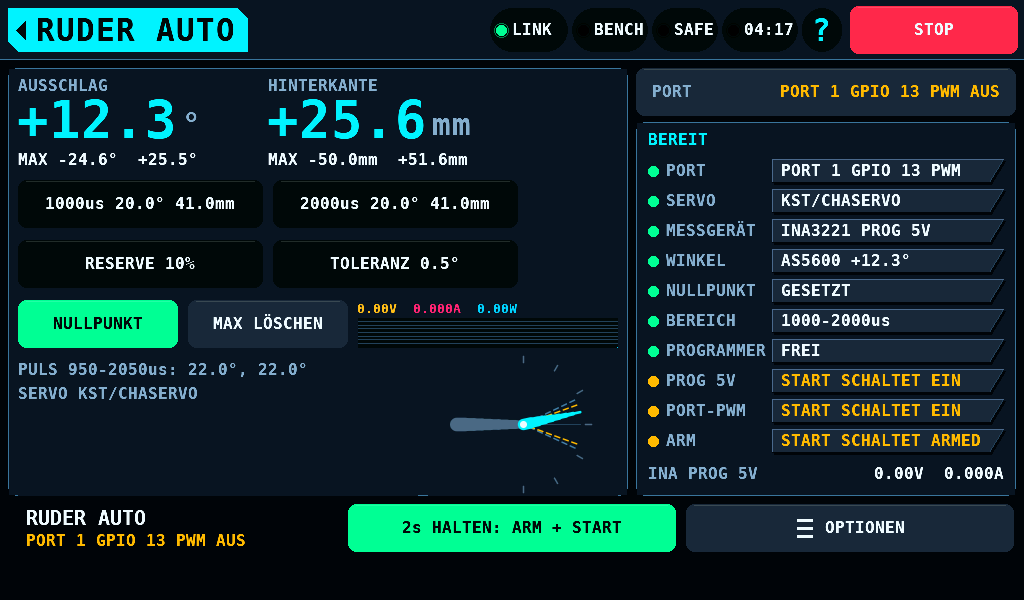 RUDER AUTO
LINK
BENCH
SAFE
04:17
?
STOP
AUSSCHLAG
+12.3°
MAX -24.6° +25.5°
HINTERKANTE
+25.6mm
MAX -50.0mm +51.6mm
1000us 20.0° 41.0mm
2000us 20.0° 41.0mm
RESERVE 10%
TOLERANZ 0.5°
NULLPUNKT
MAX LÖSCHEN
0.00V 0.000A 0.00W
PULS 950-2050us: 22.0°, 22.0°
SERVO KST/CHASERVO
PORT PORT 1 GPIO 13 PWM AUS
BEREIT
PORT PORT 1 GPIO 13 PWM
SERVO KST/CHASERVO
MESSGERÄT INA3221 PROG 5V
WINKEL AS5600 +12.3°
NULLPUNKT GESETZT
BEREICH 1000-2000us
PROGRAMMER FREI
PROG 5V START SCHALTET EIN
PORT-PWM START SCHALTET EIN
ARM START SCHALTET ARMED
INA PROG 5V 0.00V 0.000A
RUDER AUTO
PORT 1 GPIO 13 PWM AUS
2s HALTEN: ARM + START
OPTIONEN